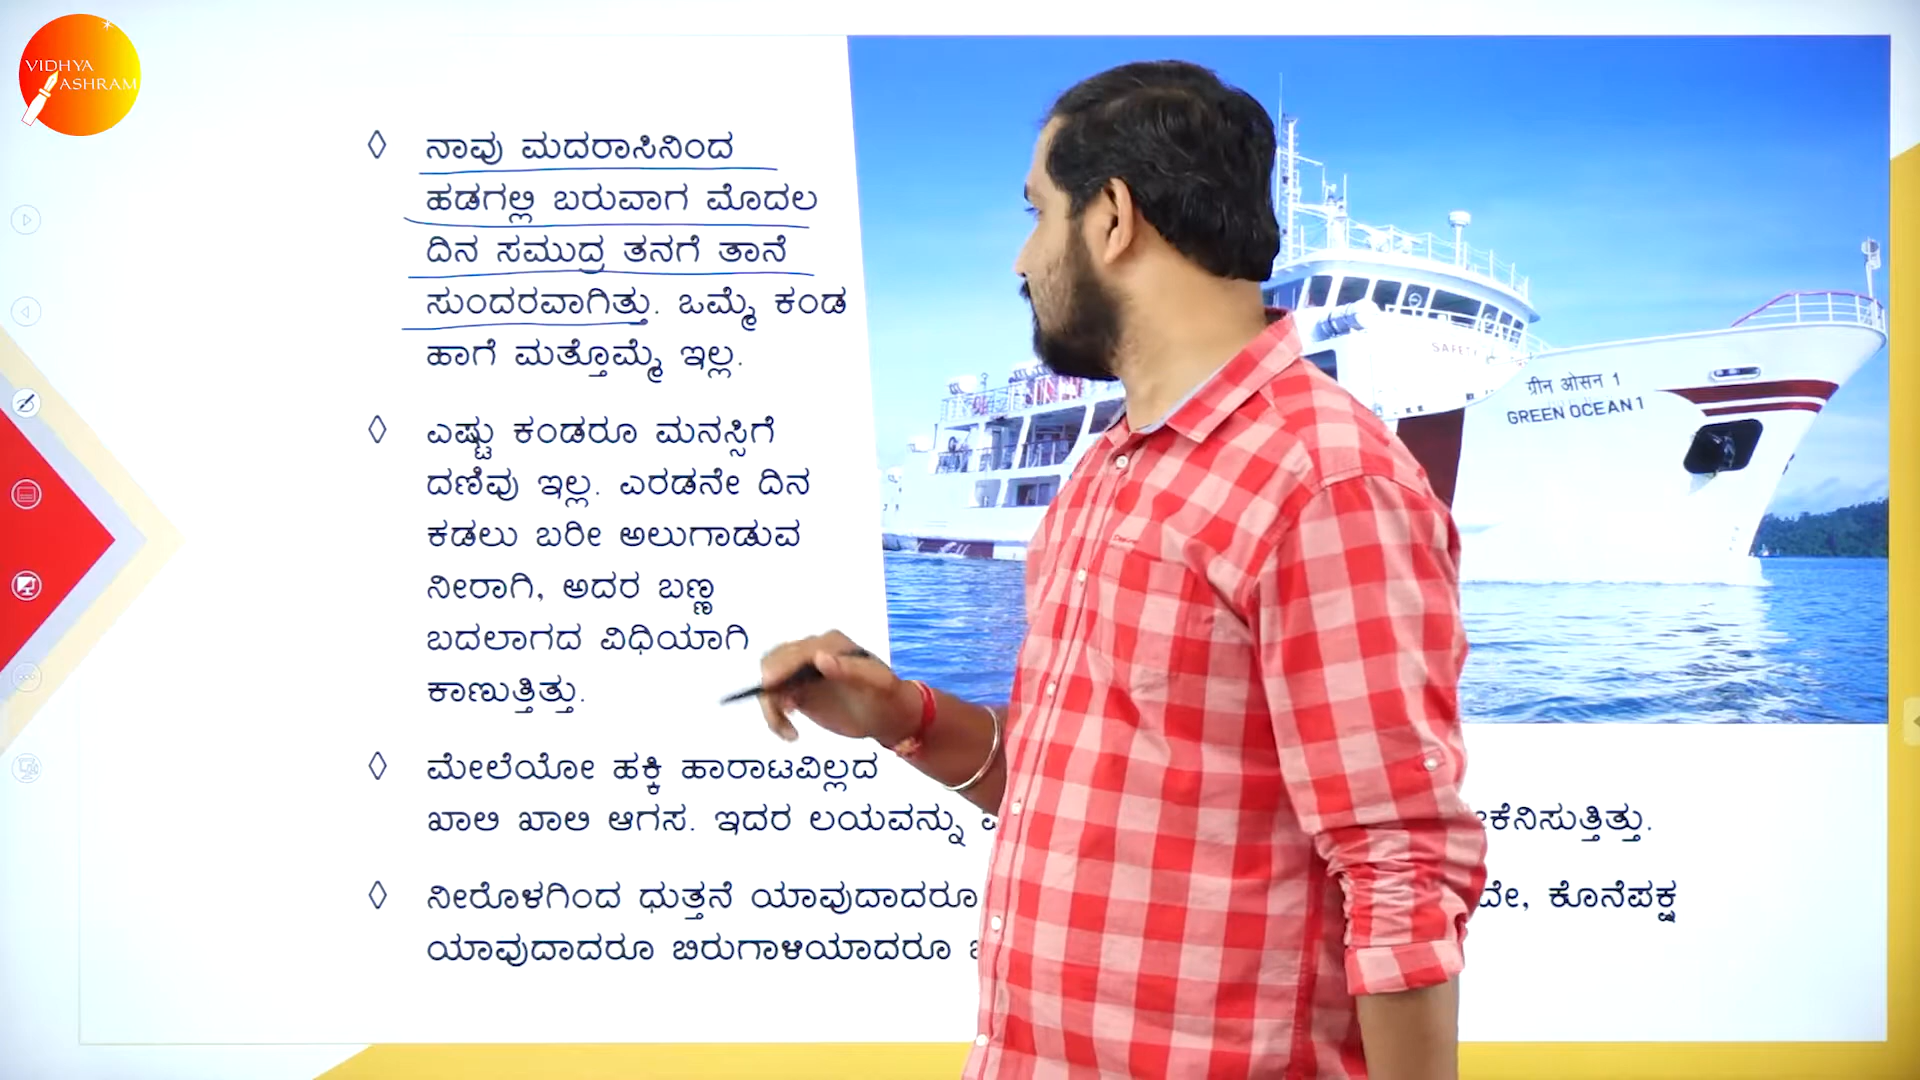 VIDHYA
ASHRAM
◊ ನಾವು ಮದರಾಸಿನಿಂದ
ಹಡಗಲ್ಲಿ ಬರುವಾಗ ಮೊದಲ
ದಿನ ಸಮುದ್ರ ತನಗೆ ತಾನೆ
ಸುಂದರವಾಗಿತ್ತು. ಒಮ್ಮೆ ಕಂಡ
ಹಾಗೆ ಮತ್ತೊಮ್ಮೆ ಇಲ್ಲ.
◊ ಎಷ್ಟು ಕಂಡರೂ ಮನಸ್ಸಿಗೆ
ದಣಿವು ಇಲ್ಲ. ಎರಡನೇ ದಿನ
ಕಡಲು ಬರೀ ಅಲುಗಾಡುವ
ನೀರಾಗಿ, ಅದರ ಬಣ್ಣ
ಬದಲಾಗದ ವಿಧಿಯಾಗಿ
ಕಾಣುತ್ತಿತ್ತು.
◊ ಮೇಲೆಯೋ ಹಕ್ಕಿ ಹಾರಾಟವಿಲ್ಲದ
ಖಾಲಿ ಖಾಲಿ ಆಗಸ. ಇದರ ಲಯವನ್ನು
◊ ನೀರೊಳಗಿಂದ ಧುತ್ತನೆ ಯಾವುದಾದರೂ ಕೊನೆಪಕ್ಷ
ಯಾವುದಾದರೂ ಬಿರುಗಾಳಿಯಾದರೂ
SAFETY
ग्रीन ओसन 1
GREEN OCEAN 1